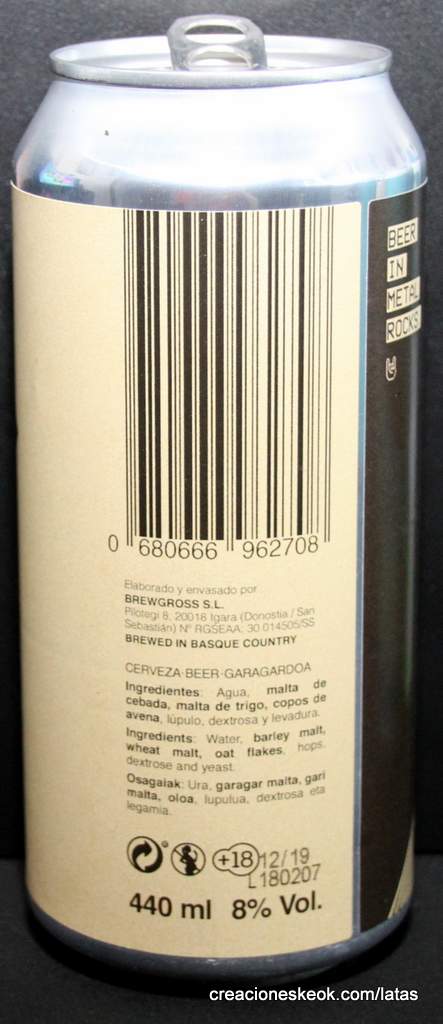 BEER
IN
METAL
ROCKS
0 680666 962708
Elaborado y envasado por
BREWGROSS S.L.
Pilotegi 8, 20018 Igara (Donostia / San
Sebastián) Nº RGSEAA: 30.014505/SS
BREWED IN BASQUE COUNTRY
CERVEZA·BEER·GARAGARDOA
Ingredientes: Agua, malta de
cebada, malta de trigo, copos de
avena, lúpulo, dextrosa y levadura.
Ingredients: Water, barley malt,
wheat malt, oat flakes, hops,
dextrose and yeast.
Osagaiak: Ura, garagar malta, gari
malta, oloa, lupulua, dextrosa eta
legamia.
+18 12/19
L180207
440 ml 8% Vol.
creacioneskeok.com/latas